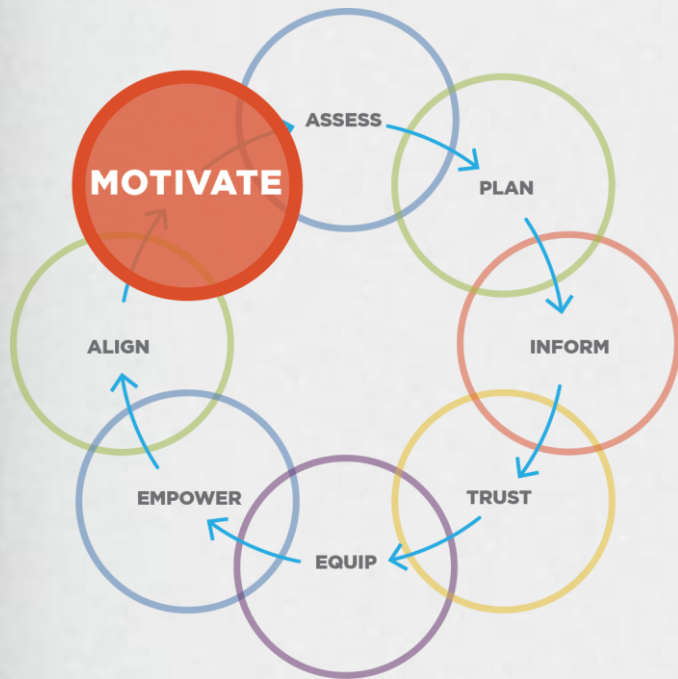 ASSESS
PLAN
INFORM
TRUST
EQUIP
EMPOWER
ALIGN
MOTIVATE